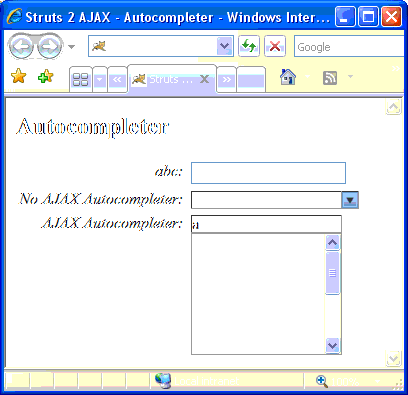 Struts 2 AJAX - Autocompleter - Windows Inter...
Google
Struts ...
Autocompleter
abc:
No AJAX Autocompleter:
AJAX Autocompleter:
a